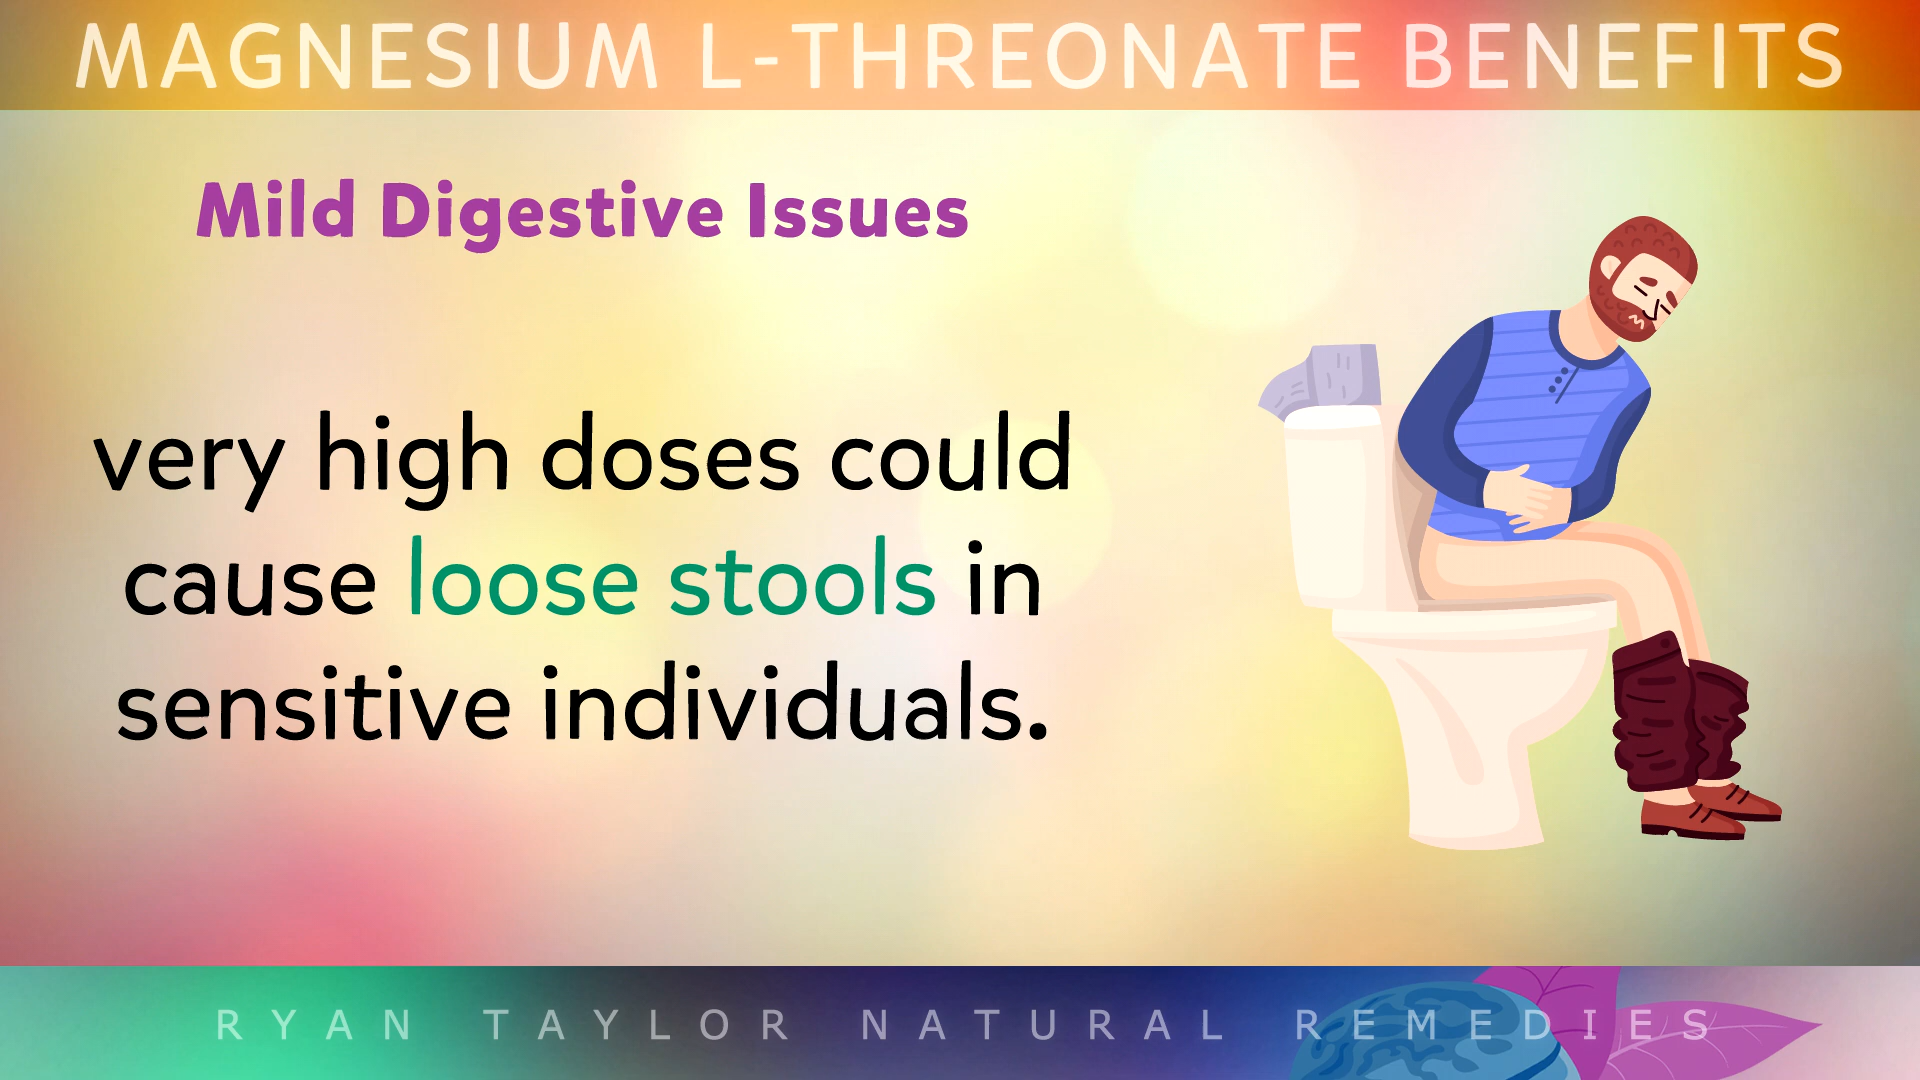 MAGNESIUM L-THREONATE BENEFITS
Mild Digestive Issues
very high doses could
cause loose stools in
sensitive individuals.
RYAN TAYLOR NATURAL REMEDIES